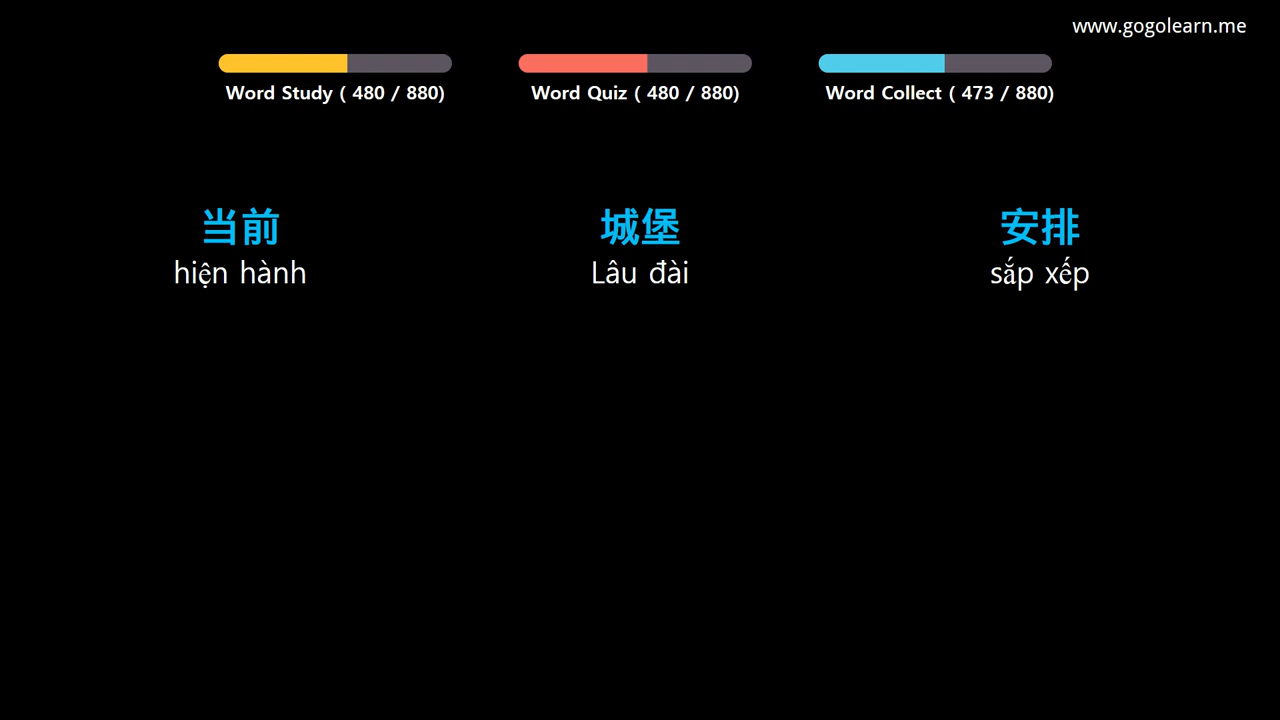 www.gogolearn.me
Word Study ( 480 / 880)
Word Quiz ( 480 / 880)
Word Collect ( 473 / 880)
当前
hiện hành
城堡
Lâu đài
安排
sắp xếp